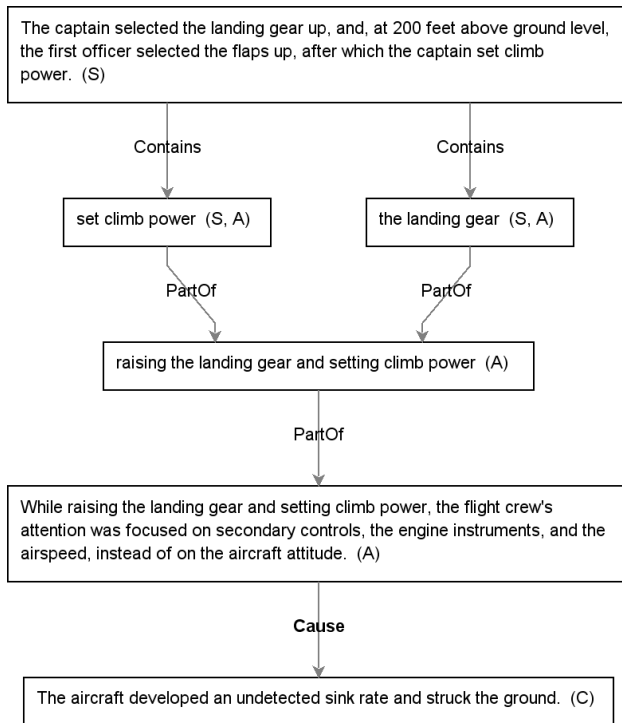 The captain selected the landing gear up, and, at 200 feet above ground level,
the first officer selected the flaps up, after which the captain set climb
power. (S)
Contains
Contains
set climb power (S, A)
the landing gear (S, A)
PartOf
PartOf
raising the landing gear and setting climb power (A)
PartOf
While raising the landing gear and setting climb power, the flight crew's
attention was focused on secondary controls, the engine instruments, and the
airspeed, instead of on the aircraft attitude. (A)
Cause
The aircraft developed an undetected sink rate and struck the ground. (C)